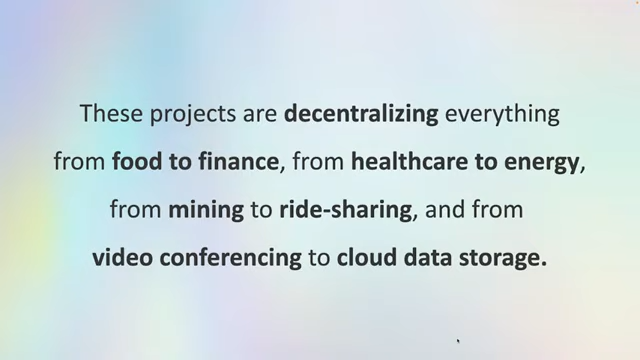 These projects are decentralizing everything
from food to finance, from healthcare to energy,
from mining to ride-sharing, and from
video conferencing to cloud data storage.